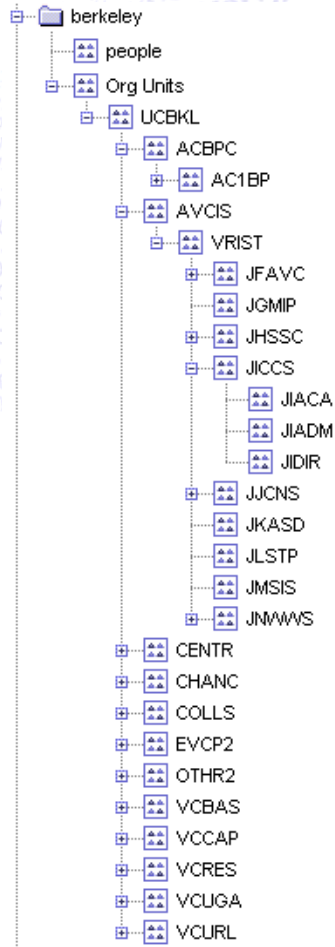 berkeley
people
Org Units
UCBKL
ACBPC
AC1BP
AVCIS
VRIST
JFAVC
JGMIP
JHSSC
JICCS
JIACA
JIADM
JIDIR
JJCNS
JKASD
JLSTP
JMSIS
JNWWS
CENTR
CHANC
COLLS
EVCP2
OTHR2
VCBAS
VCCAP
VCRES
VCUGA
VCURL